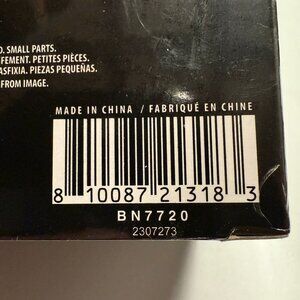 D. SMALL PARTS.
FEMENT. PETITES PIÈCES.
ASFIXIA. PIEZAS PEQUEÑAS.
FROM IMAGE.
MADE IN CHINA / FABRIQUÉ EN CHINE
8 10087 21318 3
BN7720
2307273